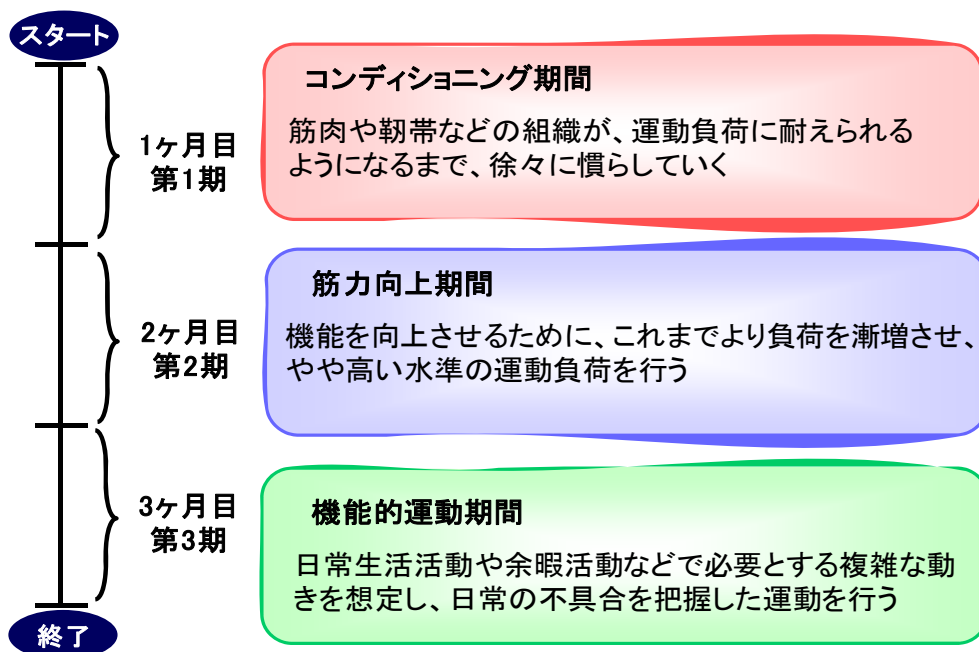 スタート
コンディショニング期間
筋肉や靭帯などの組織が、運動負荷に耐えられる
ようになるまで、徐々に慣らしていく
1ヶ月目
第1期
筋力向上期間
機能を向上させるために、これまでより負荷を漸増させ、
やや高い水準の運動負荷を行う
2ヶ月目
第2期
機能的運動期間
日常生活活動や余暇活動などで必要とする複雑な動
きを想定し、日常の不具合を把握した運動を行う
3ヶ月目
第3期
終了